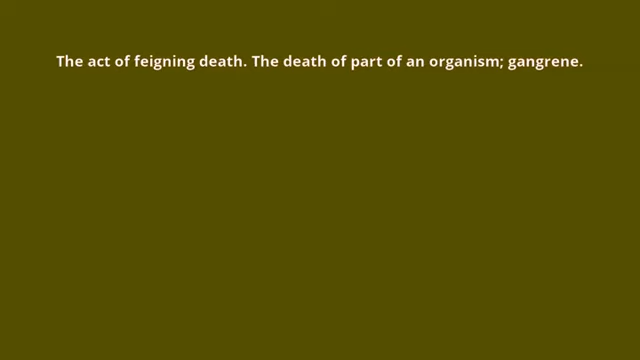 The act of feigning death. The death of part of an organism; gangrene.